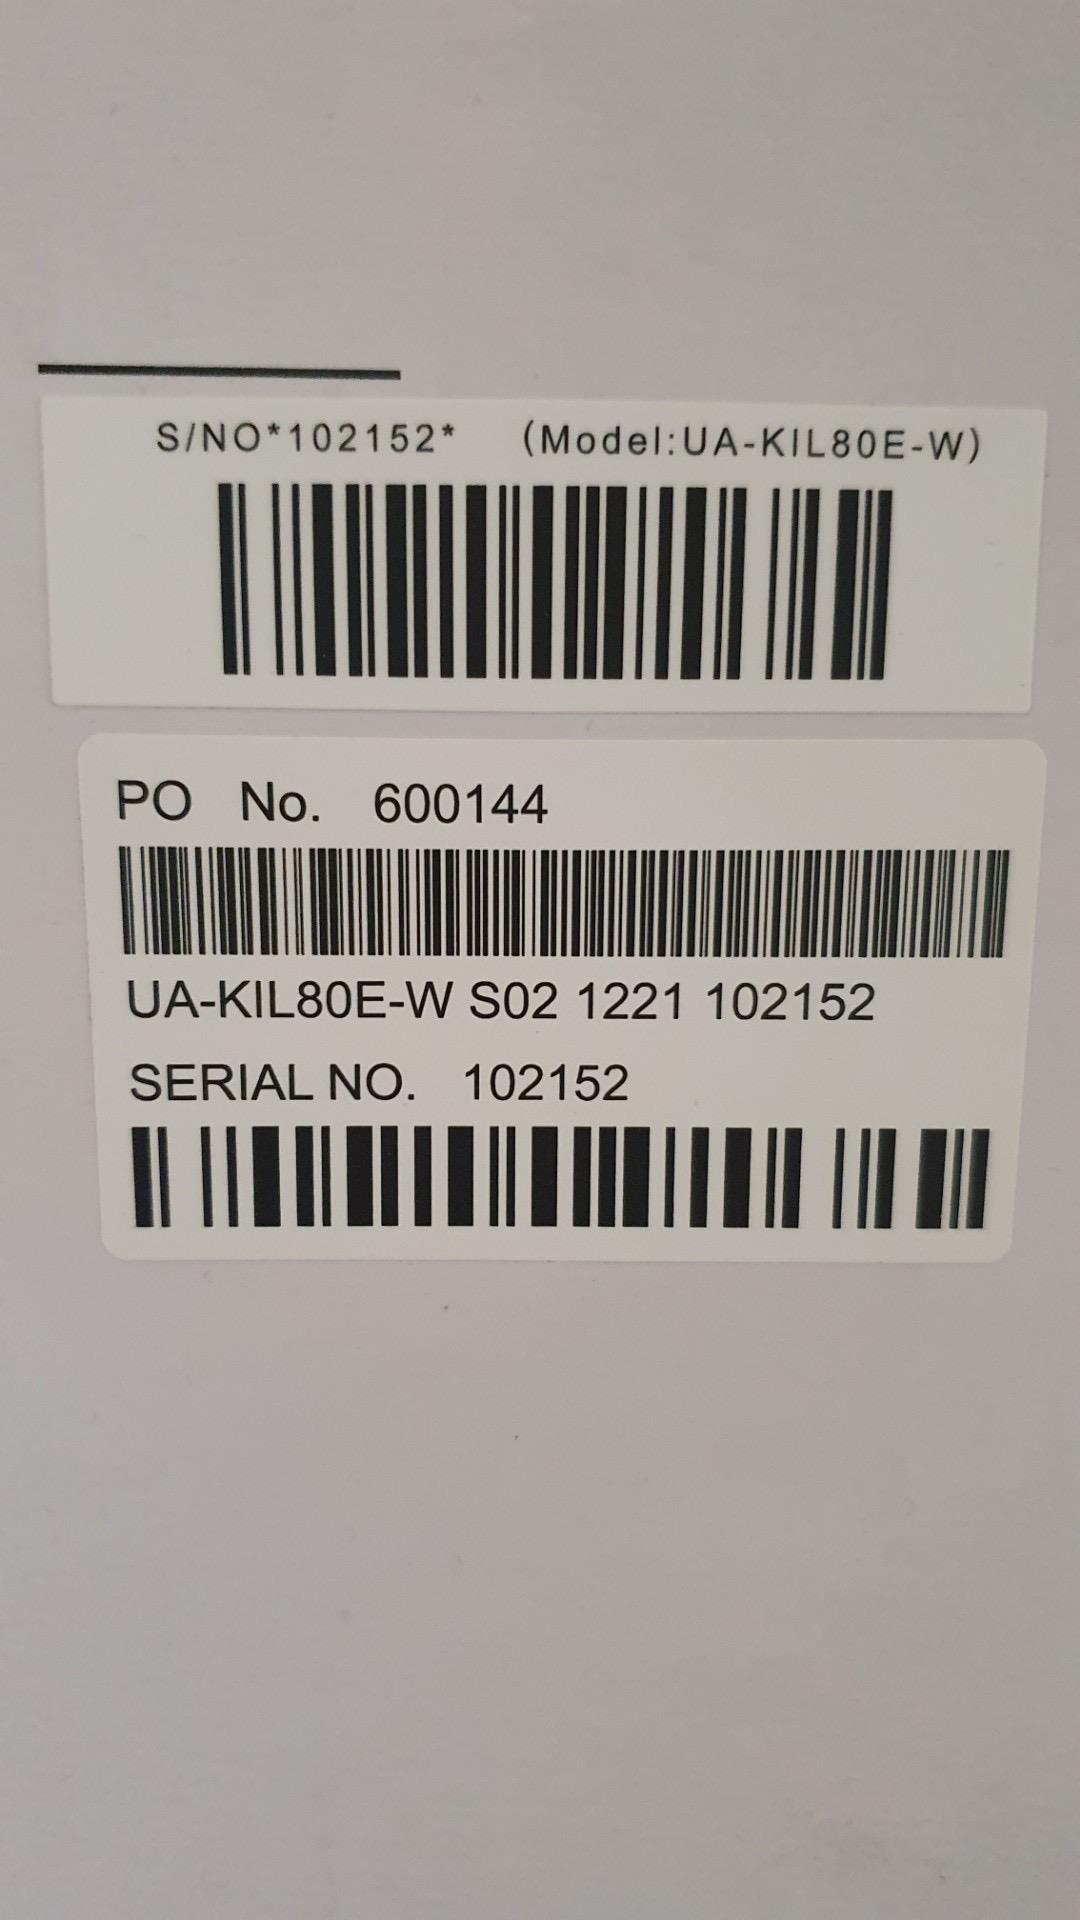 S/NO*102152* (Model:UA-KIL80E-W)
PO No. 600144
UA-KIL80E-W S02 1221 102152
SERIAL NO. 102152